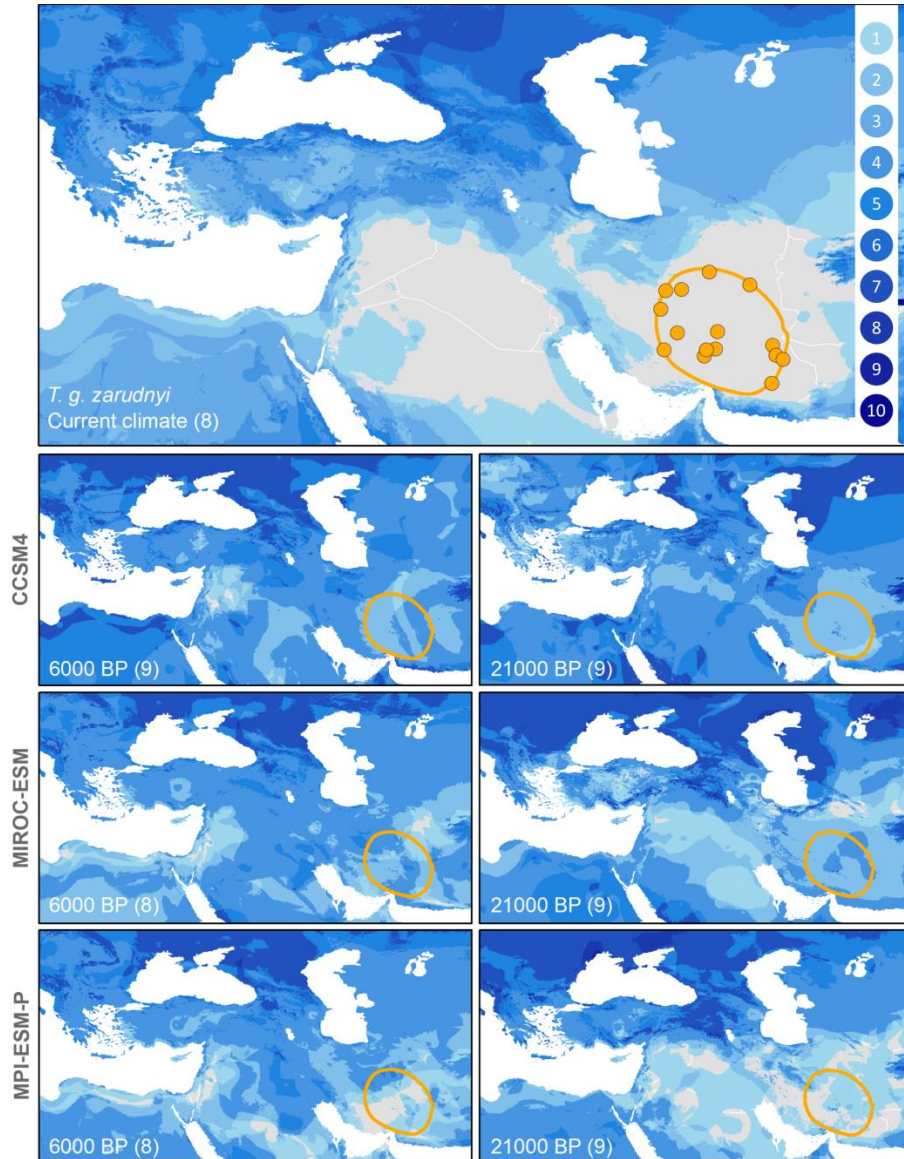 1
2
3
4
5
6
7
8
9
10
T. g. zarudnyi
Current climate (8)
CCSM4
6000 BP (9)
21000 BP (9)
MIROC-ESM
6000 BP (8)
21000 BP (9)
MPI-ESM-P
6000 BP (8)
21000 BP (9)